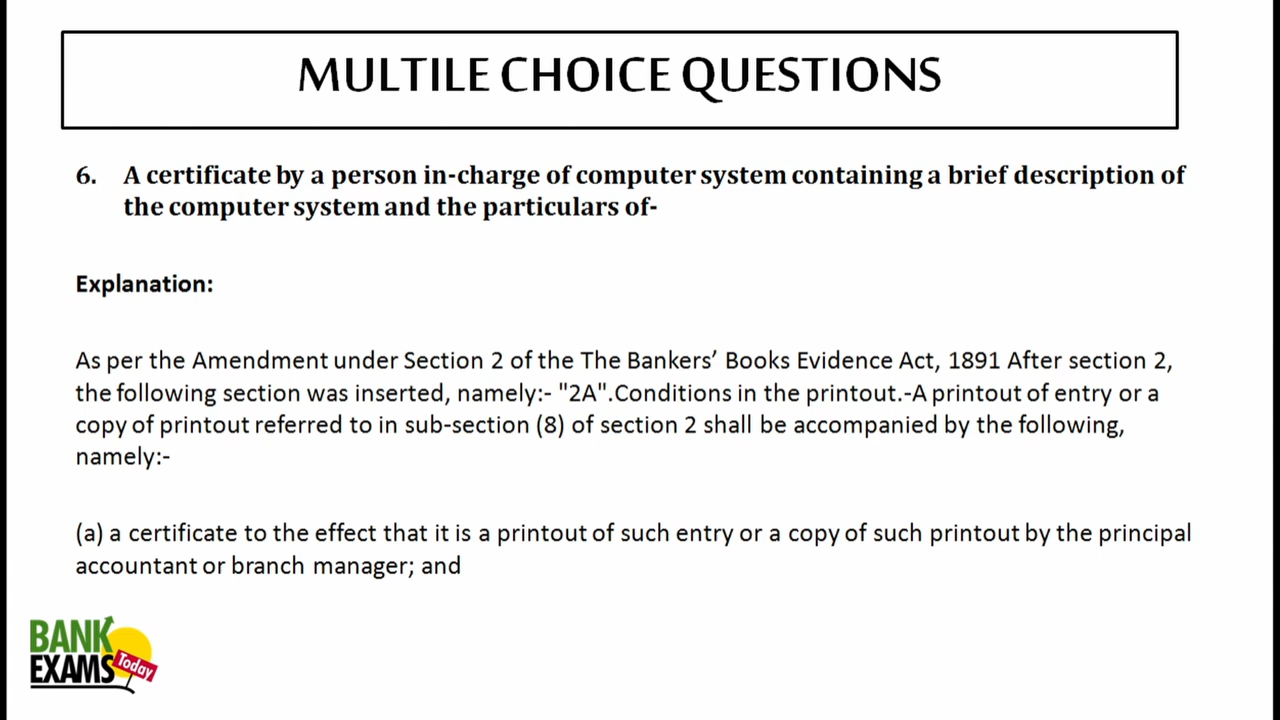 MULTILE CHOICE QUESTIONS
6. A certificate by a person in-charge of computer system containing a brief description of
the computer system and the particulars of-
Explanation:
As per the Amendment under Section 2 of the The Bankers’ Books Evidence Act, 1891 After section 2,
the following section was inserted, namely:- "2A".Conditions in the printout.-A printout of entry or a
copy of printout referred to in sub-section (8) of section 2 shall be accompanied by the following,
namely:-
(a) a certificate to the effect that it is a printout of such entry or a copy of such printout by the principal
accountant or branch manager; and
BANK
EXAMS Today